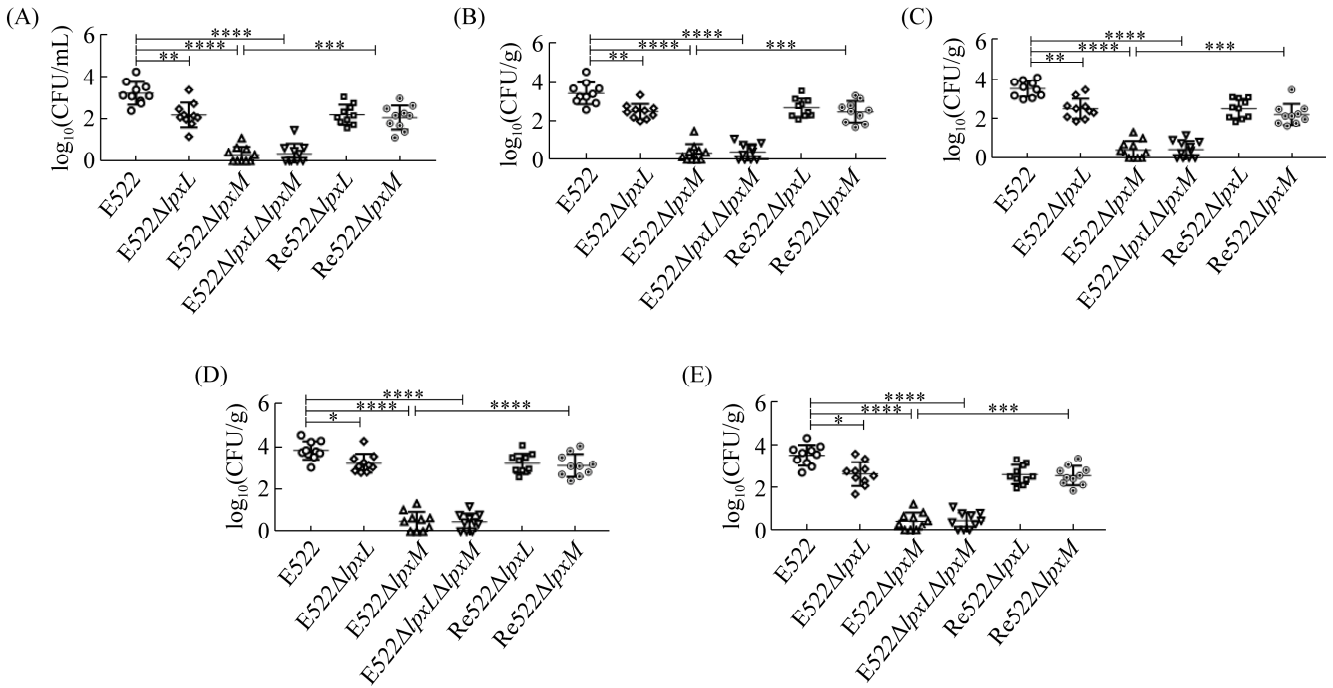 (A)
log₁₀(CFU/mL)
6
4
2
0
****
****
***
**
E522
E522ΔlpxL
E522ΔlpxM
E522ΔlpxLΔlpxM
Re522ΔlpxL
Re522ΔlpxM
(B)
log₁₀(CFU/g)
6
4
2
0
****
****
***
**
E522
E522ΔlpxL
E522ΔlpxM
E522ΔlpxLΔlpxM
Re522ΔlpxL
Re522ΔlpxM
(C)
log₁₀(CFU/g)
6
4
2
0
****
****
***
**
E522
E522ΔlpxL
E522ΔlpxM
E522ΔlpxLΔlpxM
Re522ΔlpxL
Re522ΔlpxM
(D)
log₁₀(CFU/g)
6
4
2
0
****
****
****
*
E522
E522ΔlpxL
E522ΔlpxM
E522ΔlpxLΔlpxM
Re522ΔlpxL
Re522ΔlpxM
(E)
log₁₀(CFU/g)
6
4
2
0
****
****
***
*
E522
E522ΔlpxL
E522ΔlpxM
E522ΔlpxLΔlpxM
Re522ΔlpxL
Re522ΔlpxM